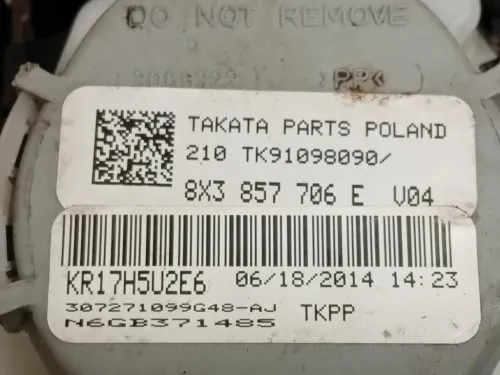 DO NOT REMOVE
>PP<
TAKATA PARTS POLAND
210 TK91098090/
8X3 857 706 E V04
KR17H5U2E6 06/18/2014 14:23
307271099G48-AJ TKPP
N6GB371485